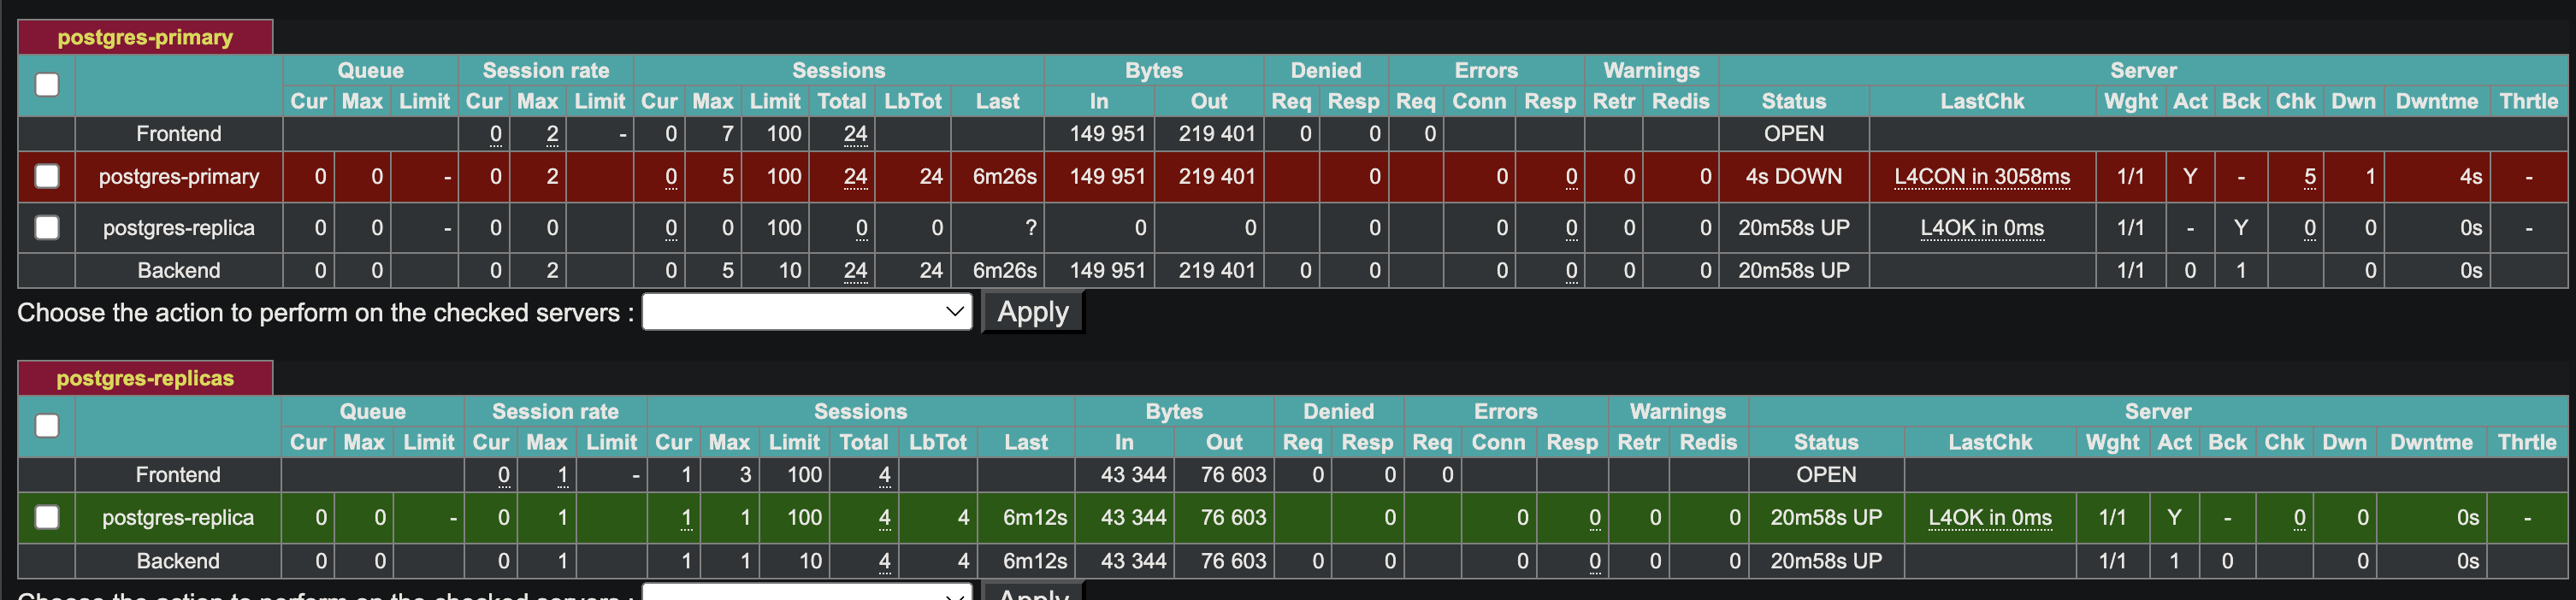 postgres-primary
Queue Session rate Sessions Bytes Denied Errors Warnings Server
Cur Max Limit Cur Max Limit Cur Max Limit Total LbTot Last In Out Req Resp Req Conn Resp Retr Redis Status LastChk Wght Act Bck Chk Dwn Dwntme Thrtle
Frontend 0 2 - 0 7 100 24 149 951 219 401 0 0 0 OPEN
postgres-primary 0 0 - 0 2 0 5 100 24 24 6m26s 149 951 219 401 0 0 0 0 0 4s DOWN L4CON in 3058ms 1/1 Y - 5 1 4s -
postgres-replica 0 0 - 0 0 0 0 100 0 0 ? 0 0 0 0 0 0 0 20m58s UP L4OK in 0ms 1/1 - Y 0 0 0s -
Backend 0 0 0 2 0 5 10 24 24 6m26s 149 951 219 401 0 0 0 0 0 0 20m58s UP 1/1 0 1 0 0s
Choose the action to perform on the checked servers : Apply
postgres-replicas
Queue Session rate Sessions Bytes Denied Errors Warnings Server
Cur Max Limit Cur Max Limit Cur Max Limit Total LbTot Last In Out Req Resp Req Conn Resp Retr Redis Status LastChk Wght Act Bck Chk Dwn Dwntme Thrtle
Frontend 0 1 - 1 3 100 4 43 344 76 603 0 0 0 OPEN
postgres-replica 0 0 - 0 1 1 1 100 4 4 6m12s 43 344 76 603 0 0 0 0 0 20m58s UP L4OK in 0ms 1/1 Y - 0 0 0s -
Backend 0 0 0 1 1 1 10 4 4 6m12s 43 344 76 603 0 0 0 0 0 0 20m58s UP 1/1 1 0 0 0s
Choose the action to perform on the checked servers : Apply